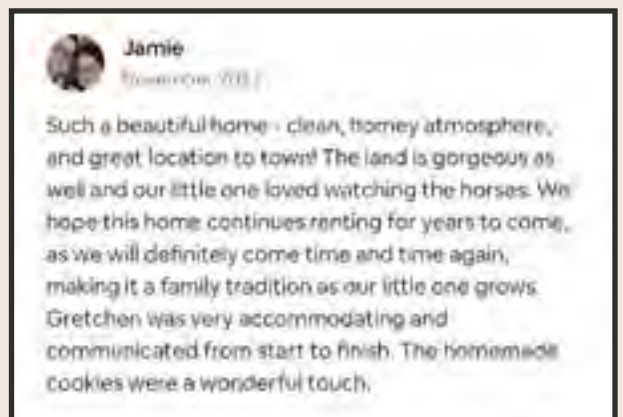 Jamie
November
Such a beautiful home - clean, homey atmosphere,
and great location to town! The land is gorgeous as
well and our little one loved watching the horses. We
hope this home continues renting for years to come,
as we will definitely come time and time again,
making it a family tradition as our little one grows.
Gretchen was very accommodating and
communicated from start to finish. The homemade
cookies were a wonderful touch.